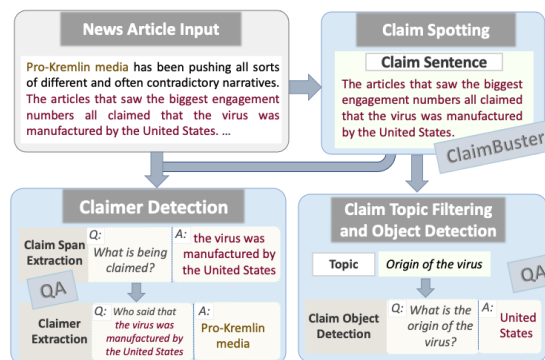 News Article Input
Pro-Kremlin media has been pushing all sorts
of different and often contradictory narratives.
The articles that saw the biggest engagement
numbers all claimed that the virus was
manufactured by the United States. ...
Claim Spotting
Claim Sentence
The articles that saw the biggest
engagement numbers all claimed
that the virus was manufactured
by the United States.
ClaimBuster
Claimer Detection
Claim Span
Extraction
Q:
What is being
claimed?
A:
the virus was
manufactured by
the United States
QA
Claimer
Extraction
Q:
Who said that
the virus was
manufactured by
the United States
A:
Pro-Kremlin
media
Claim Topic Filtering
and Object Detection
Topic
Origin of the virus
QA
Claim Object
Detection
Q:
What is the
origin of the
virus?
A:
United
States